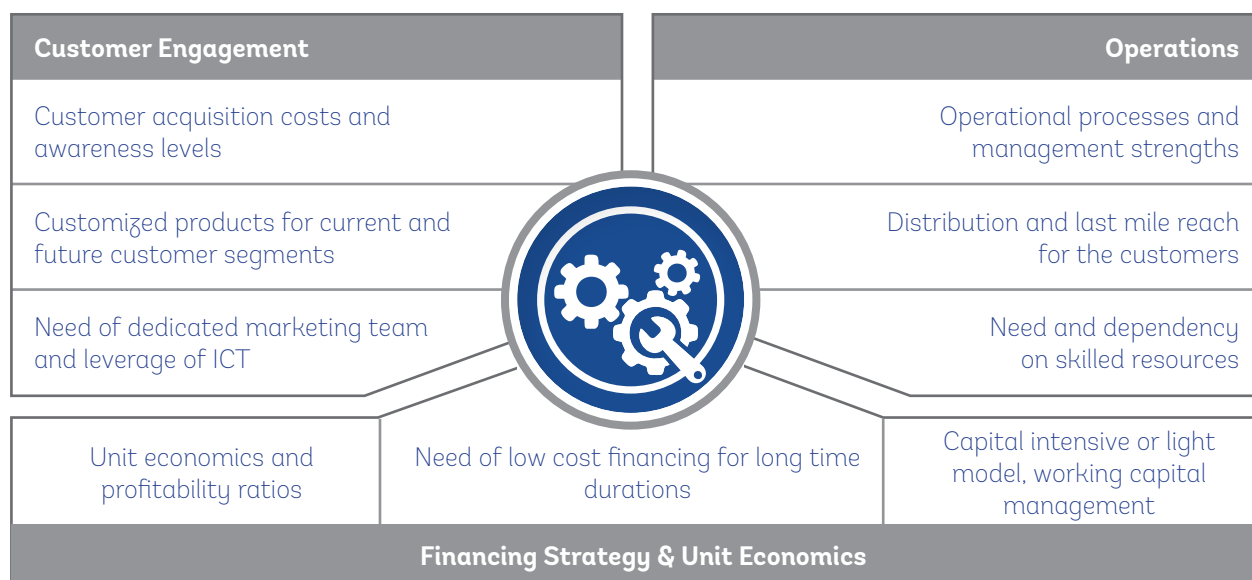 Customer Engagement
Customer acquisition costs and
awareness levels
Customized products for current and
future customer segments
Need of dedicated marketing team
and leverage of ICT
Operations
Operational processes and
management strengths
Distribution and last mile reach
for the customers
Need and dependency
on skilled resources
Unit economics and
profitability ratios
Need of low cost financing for long time
durations
Capital intensive or light
model, working capital
management
Financing Strategy & Unit Economics